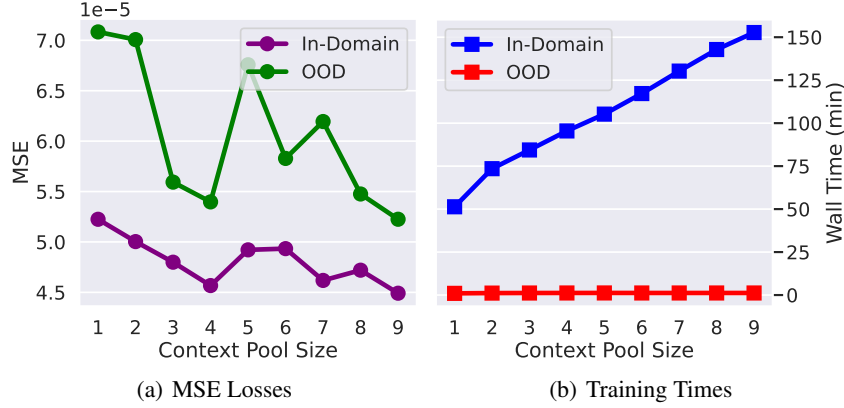 1e−5
7.0
6.5
6.0
5.5
5.0
4.5
MSE
In-Domain
OOD
1 2 3 4 5 6 7 8 9
Context Pool Size
(a) MSE Losses
In-Domain
OOD
150
125
100
75
50
25
0
Wall Time (min)
1 2 3 4 5 6 7 8 9
Context Pool Size
(b) Training Times